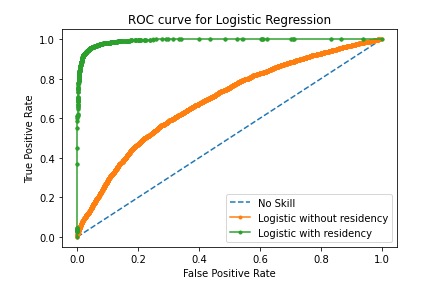 ROC curve for Logistic Regression
True Positive Rate
1.0
0.8
0.6
0.4
0.2
0.0
No Skill
Logistic without residency
Logistic with residency
0.0 0.2 0.4 0.6 0.8 1.0
False Positive Rate